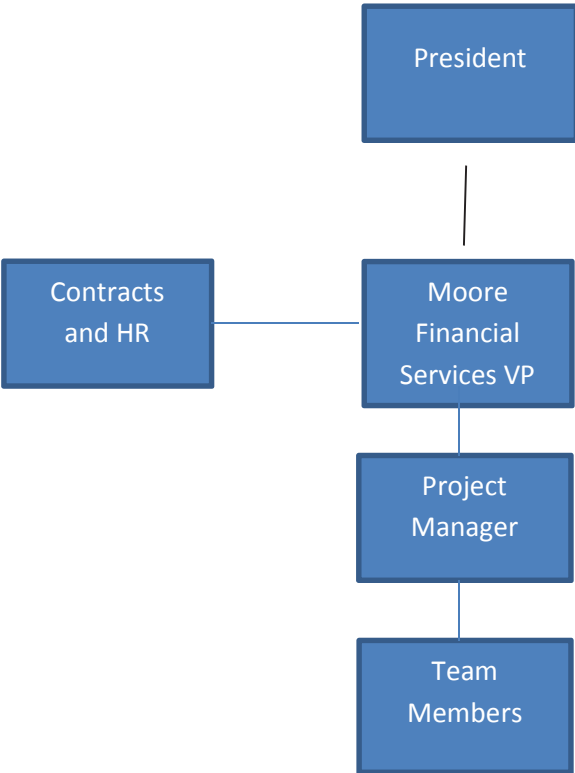 President
Contracts
and HR
Moore
Financial
Services VP
Project
Manager
Team
Members